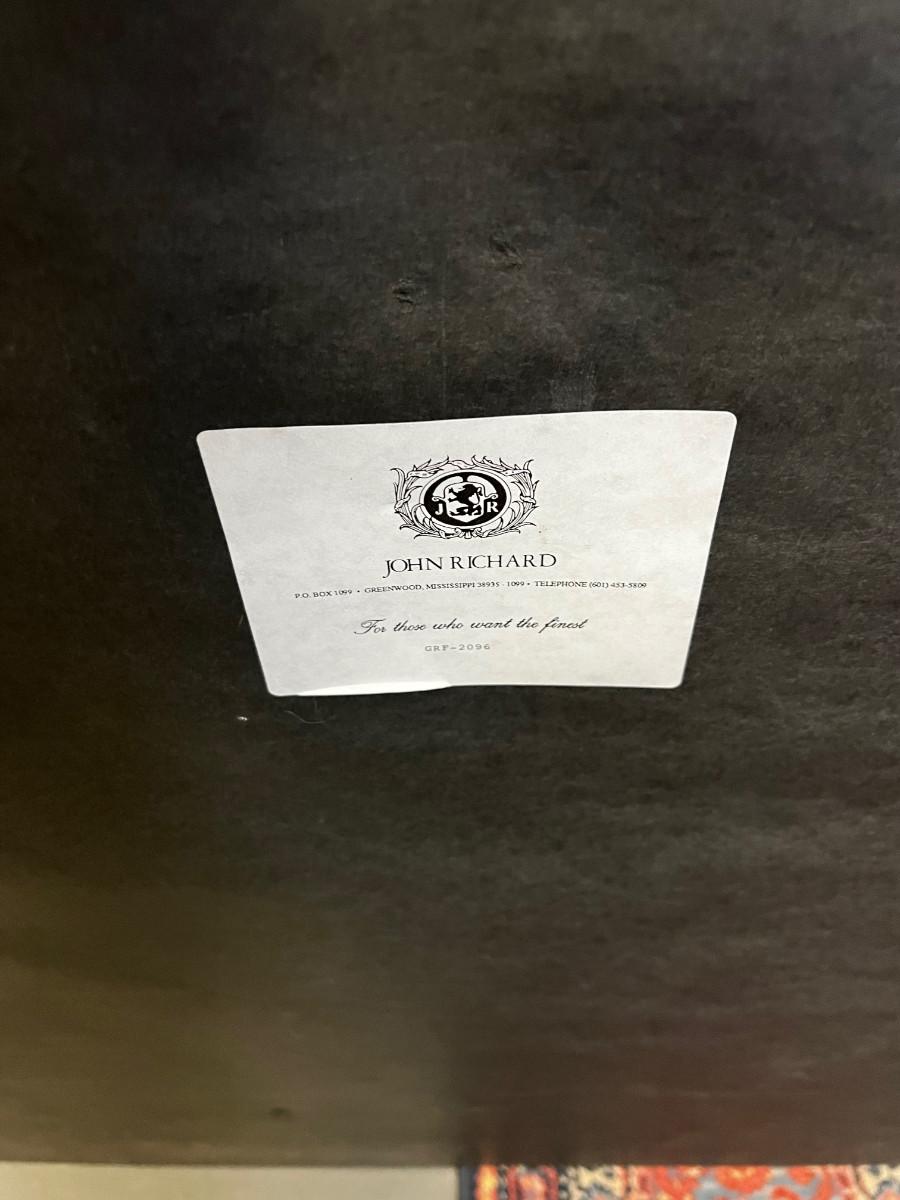 J R
JOHN RICHARD
P.O. BOX 1099 • GREENWOOD, MISSISSIPPI 38935 - 1099 • TELEPHONE (601) 453-5809
For those who want the finest
GRF-2096